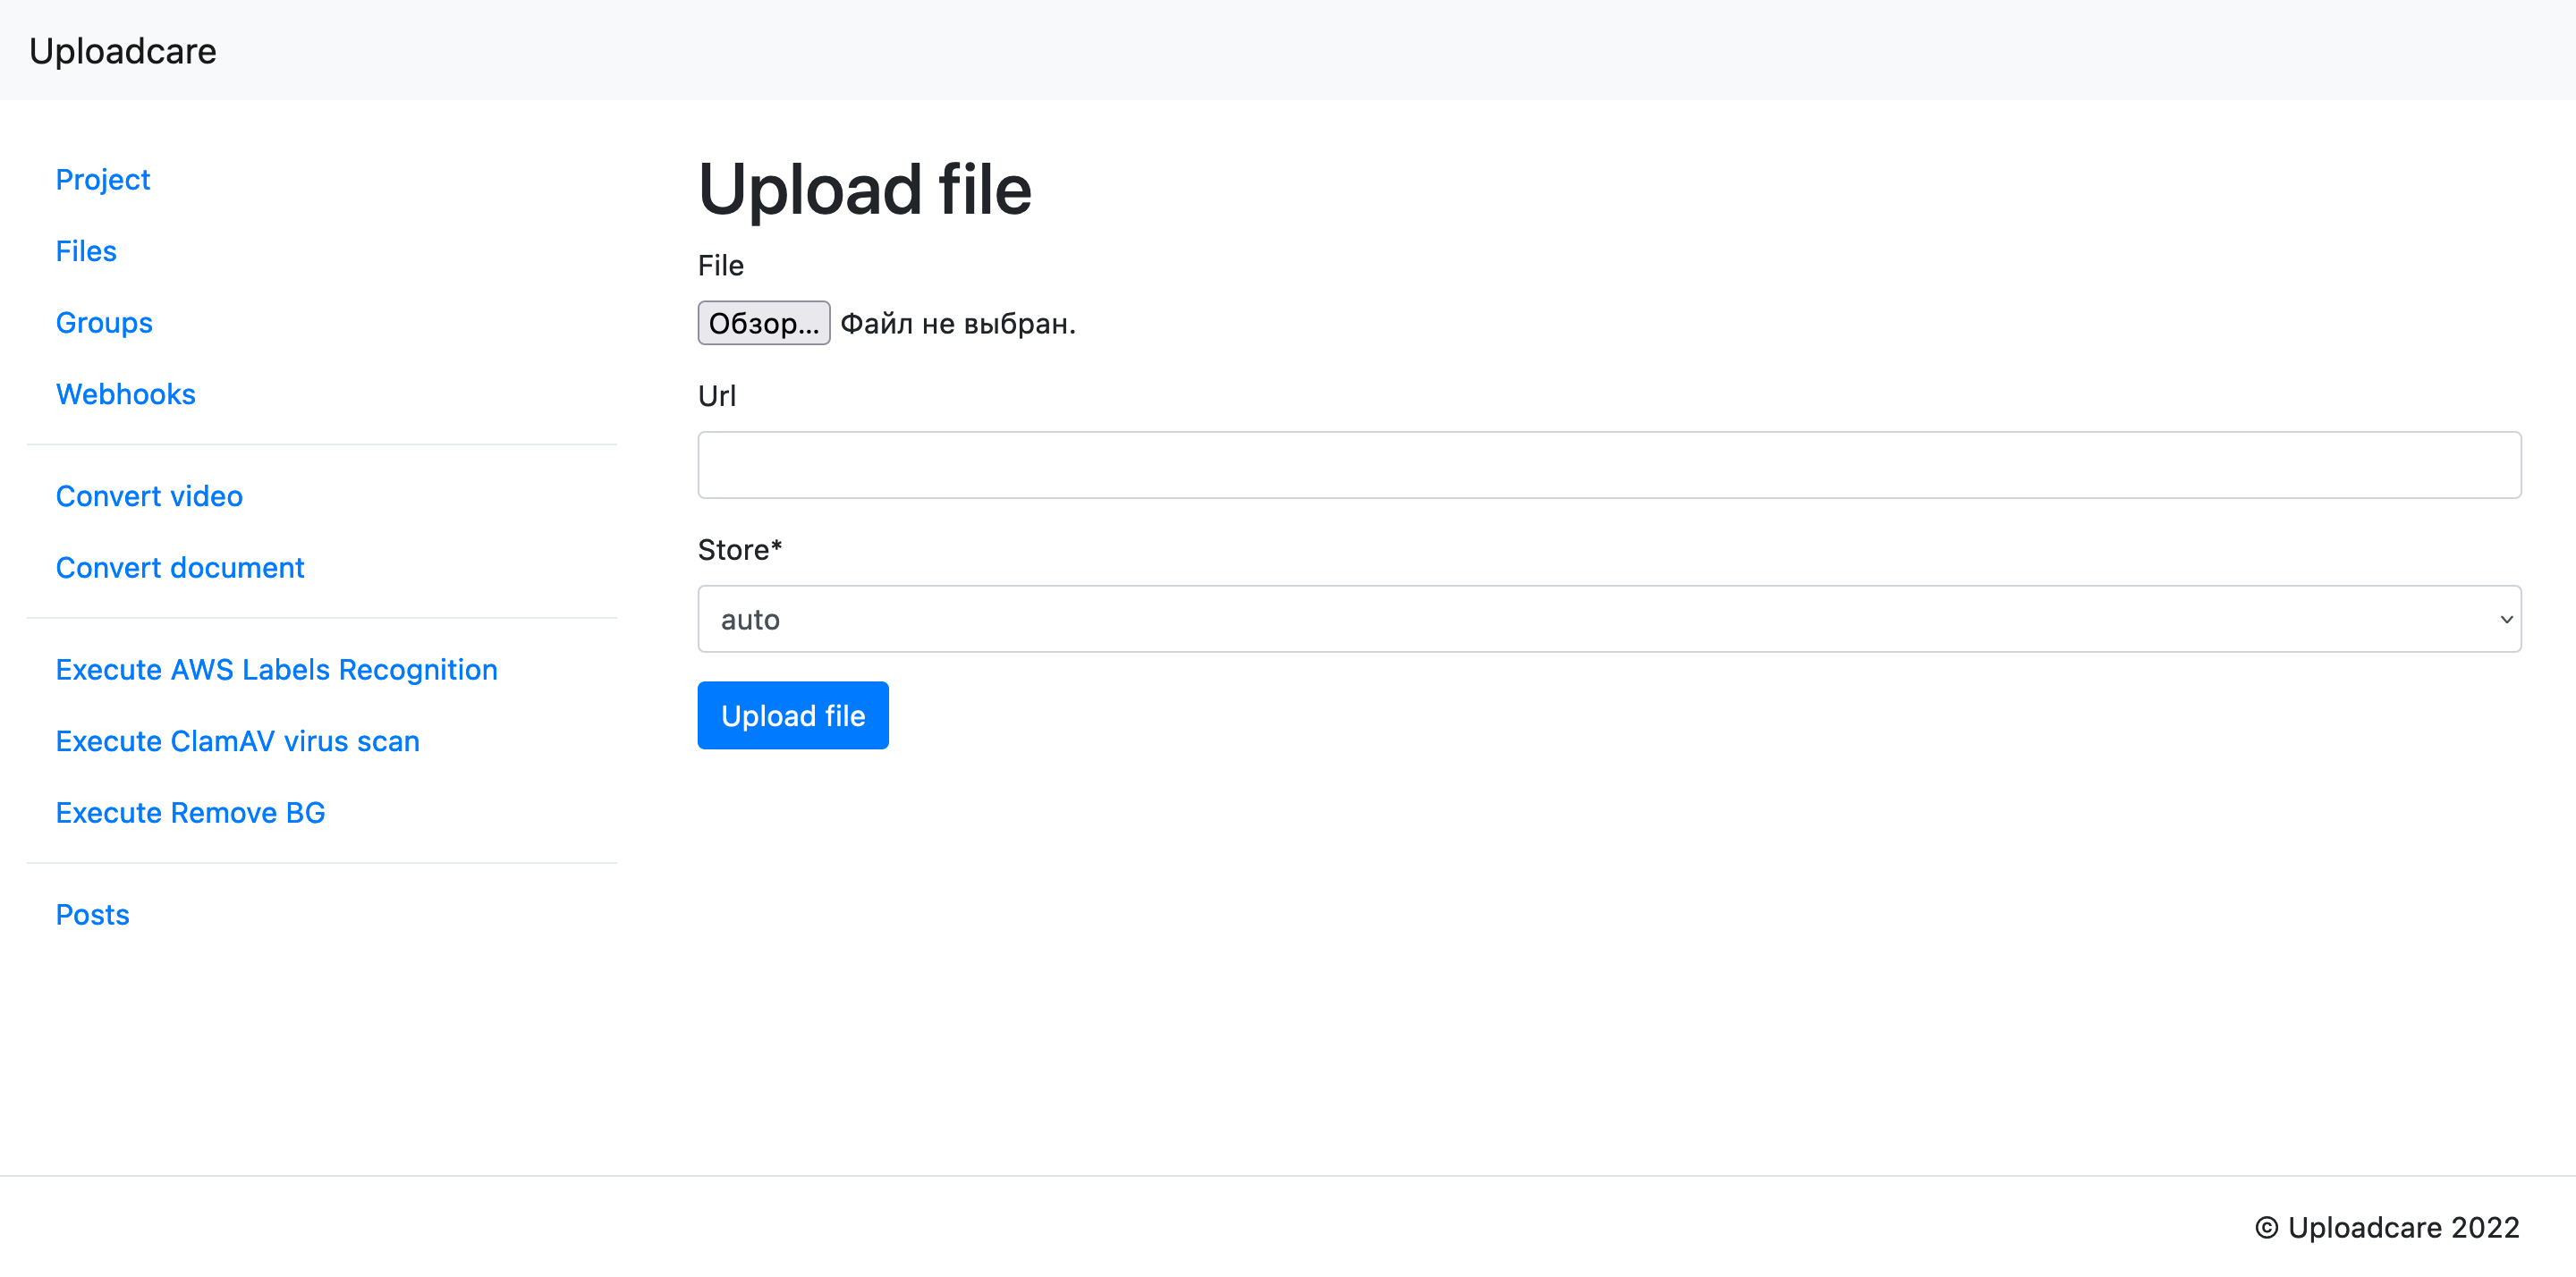 Uploadcare
Project
Files
Groups
Webhooks
Convert video
Convert document
Execute AWS Labels Recognition
Execute ClamAV virus scan
Execute Remove BG
Posts
Upload file
File
Обзор... Файл не выбран.
Url
Store*
auto
Upload file
© Uploadcare 2022